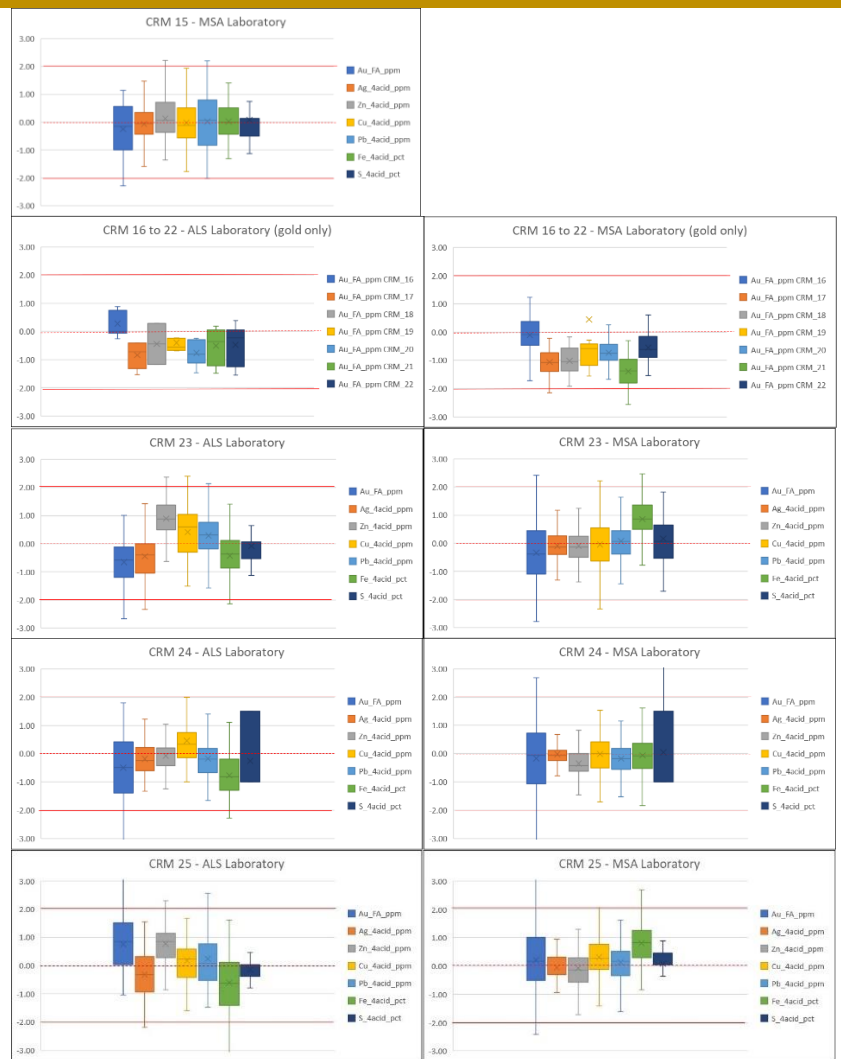 CRM 15 - MSA Laboratory
3.00
2.00
1.00
0.00
-1.00
-2.00
-3.00
Au_FA_ppm
Ag_4acid_ppm
Zn_4acid_ppm
Cu_4acid_ppm
Pb_4acid_ppm
Fe_4acid_pct
S_4acid_pct
CRM 16 to 22 - ALS Laboratory (gold only)
3.00
2.00
1.00
0.00
-1.00
-2.00
-3.00
Au_FA_ppm CRM_16
Au_FA_ppm CRM_17
Au_FA_ppm CRM_18
Au_FA_ppm CRM_19
Au_FA_ppm CRM_20
Au_FA_ppm CRM_21
Au_FA_ppm CRM_22
CRM 16 to 22 - MSA Laboratory (gold only)
3.00
2.00
1.00
0.00
-1.00
-2.00
-3.00
Au_FA_ppm CRM_16
Au_FA_ppm CRM_17
Au_FA_ppm CRM_18
Au_FA_ppm CRM_19
Au_FA_ppm CRM_20
Au_FA_ppm CRM_21
Au_FA_ppm CRM_22
CRM 23 - ALS Laboratory
3.00
2.00
1.00
0.00
-1.00
-2.00
-3.00
Au_FA_ppm
Ag_4acid_ppm
Zn_4acid_ppm
Cu_4acid_ppm
Pb_4acid_ppm
Fe_4acid_pct
S_4acid_pct
CRM 23 - MSA Laboratory
3.00
2.00
1.00
0.00
-1.00
-2.00
-3.00
Au_FA_ppm
Ag_4acid_ppm
Zn_4acid_ppm
Cu_4acid_ppm
Pb_4acid_ppm
Fe_4acid_pct
S_4acid_pct
CRM 24 - ALS Laboratory
3.00
2.00
1.00
0.00
-1.00
-2.00
-3.00
Au_FA_ppm
Ag_4acid_ppm
Zn_4acid_ppm
Cu_4acid_ppm
Pb_4acid_ppm
Fe_4acid_pct
S_4acid_pct
CRM 24 - MSA Laboratory
3.00
2.00
1.00
0.00
-1.00
-2.00
-3.00
Au_FA_ppm
Ag_4acid_ppm
Zn_4acid_ppm
Cu_4acid_ppm
Pb_4acid_ppm
Fe_4acid_pct
S_4acid_pct
CRM 25 - ALS Laboratory
3.00
2.00
1.00
0.00
-1.00
-2.00
-3.00
Au_FA_ppm
Ag_4acid_ppm
Zn_4acid_ppm
Cu_4acid_ppm
Pb_4acid_ppm
Fe_4acid_pct
S_4acid_pct
CRM 25 - MSA Laboratory
3.00
2.00
1.00
0.00
-1.00
-2.00
-3.00
Au_FA_ppm
Ag_4acid_ppm
Zn_4acid_ppm
Cu_4acid_ppm
Pb_4acid_ppm
Fe_4acid_pct
S_4acid_pct